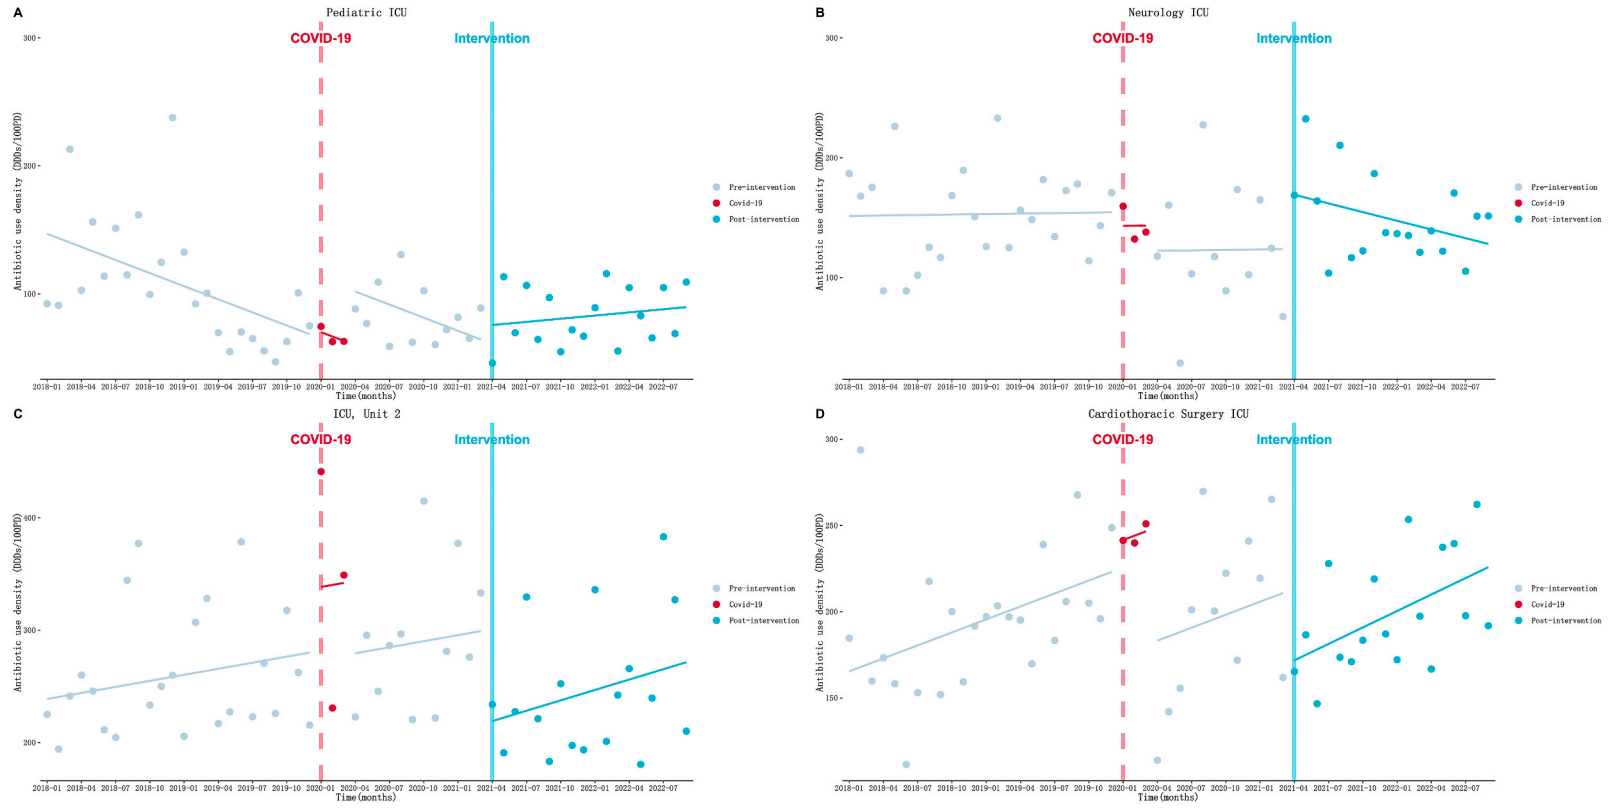 A
Pediatric ICU
COVID-19
Intervention
Antibiotic use density (DDDs/100PD)
300
200
100
2018-01 2018-04 2018-07 2018-10 2019-01 2019-04 2019-07 2019-10 2020-01 2020-04 2020-07 2020-10 2021-01 2021-04 2021-07 2021-10 2022-01 2022-04 2022-07
Time(months)
Pre-intervention
Covid-19
Post-intervention
B
Neurology ICU
COVID-19
Intervention
Antibiotic use density (DDDs/100PD)
300
200
100
2018-01 2018-04 2018-07 2018-10 2019-01 2019-04 2019-07 2019-10 2020-01 2020-04 2020-07 2020-10 2021-01 2021-04 2021-07 2021-10 2022-01 2022-04 2022-07
Time(months)
Pre-intervention
Covid-19
Post-intervention
C
ICU, Unit 2
COVID-19
Intervention
Antibiotic use density (DDDs/100PD)
400
300
200
2018-01 2018-04 2018-07 2018-10 2019-01 2019-04 2019-07 2019-10 2020-01 2020-04 2020-07 2020-10 2021-01 2021-04 2021-07 2021-10 2022-01 2022-04 2022-07
Time(months)
Pre-intervention
Covid-19
Post-intervention
D
Cardiothoracic Surgery ICU
COVID-19
Intervention
Antibiotic use density (DDDs/100PD)
300
250
200
150
2018-01 2018-04 2018-07 2018-10 2019-01 2019-04 2019-07 2019-10 2020-01 2020-04 2020-07 2020-10 2021-01 2021-04 2021-07 2021-10 2022-01 2022-04 2022-07
Time(months)
Pre-intervention
Covid-19
Post-intervention